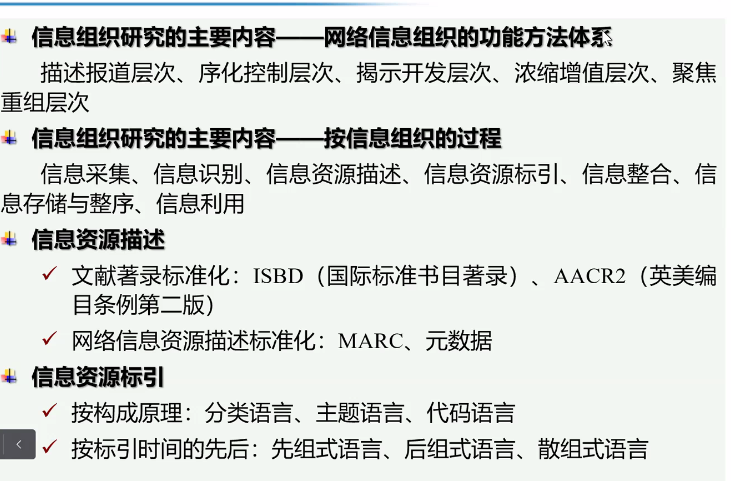 信息组织研究的主要内容——网络信息组织的功能方法体系
描述报道层次、序化控制层次、揭示开发层次、浓缩增值层次、聚焦
重组层次
信息组织研究的主要内容——按信息组织的过程
信息采集、信息识别、信息资源描述、信息资源标引、信息整合、信
息存储与整序、信息利用
信息资源描述
文献著录标准化：ISBD（国际标准书目著录）、AACR2（英美编
目条例第二版）
网络信息资源描述标准化：MARC、元数据
信息资源标引
按构成原理：分类语言、主题语言、代码语言
按标引时间的先后：先组式语言、后组式语言、散组式语言